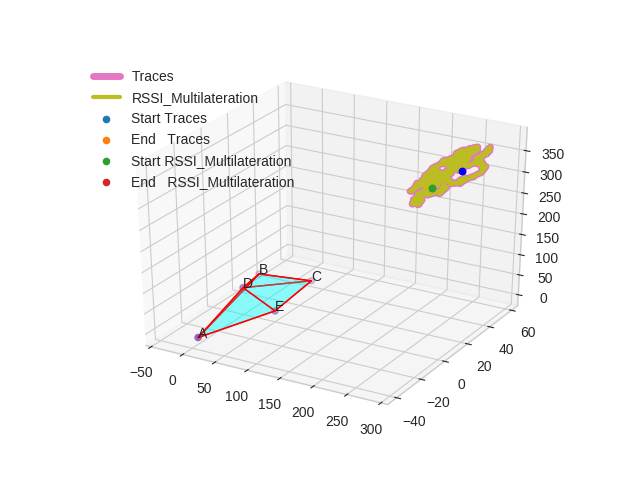 Traces
RSSI_Multilateration
Start Traces
End Traces
Start RSSI_Multilateration
End RSSI_Multilateration
350
300
250
200
150
100
50
0
B
C
D
E
A
60
40
20
0
−20
−40
−50
0
50
100
150
200
250
300